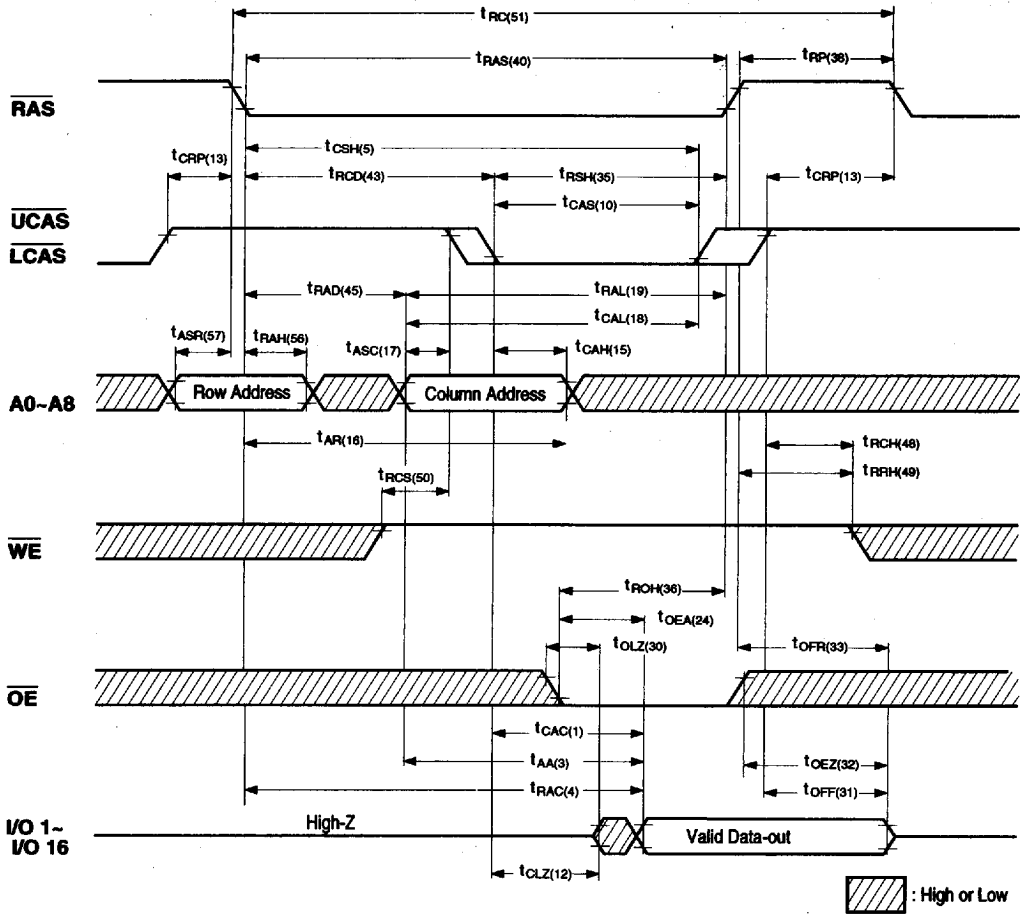 tRC(51)
tRAS(40)
tRP(38)
RAS
tCSH(5)
tCRP(13)
tRCD(43)
tRSH(35)
tCRP(13)
tCAS(10)
UCAS
LCAS
tRAD(45)
tRAL(19)
tCAL(18)
tASR(57)
tRAH(56)
tASC(17)
tCAH(15)
A0~A8
Row Address
Column Address
tAR(16)
tRCH(48)
tRRH(49)
tRCS(50)
WE
tROH(36)
tOEA(24)
tOLZ(30)
tOFR(33)
OE
tCAC(1)
tAA(3)
tOEZ(32)
tRAC(4)
tOFF(31)
I/O 1~
I/O 16
High-Z
Valid Data-out
tCLZ(12)
: High or Low